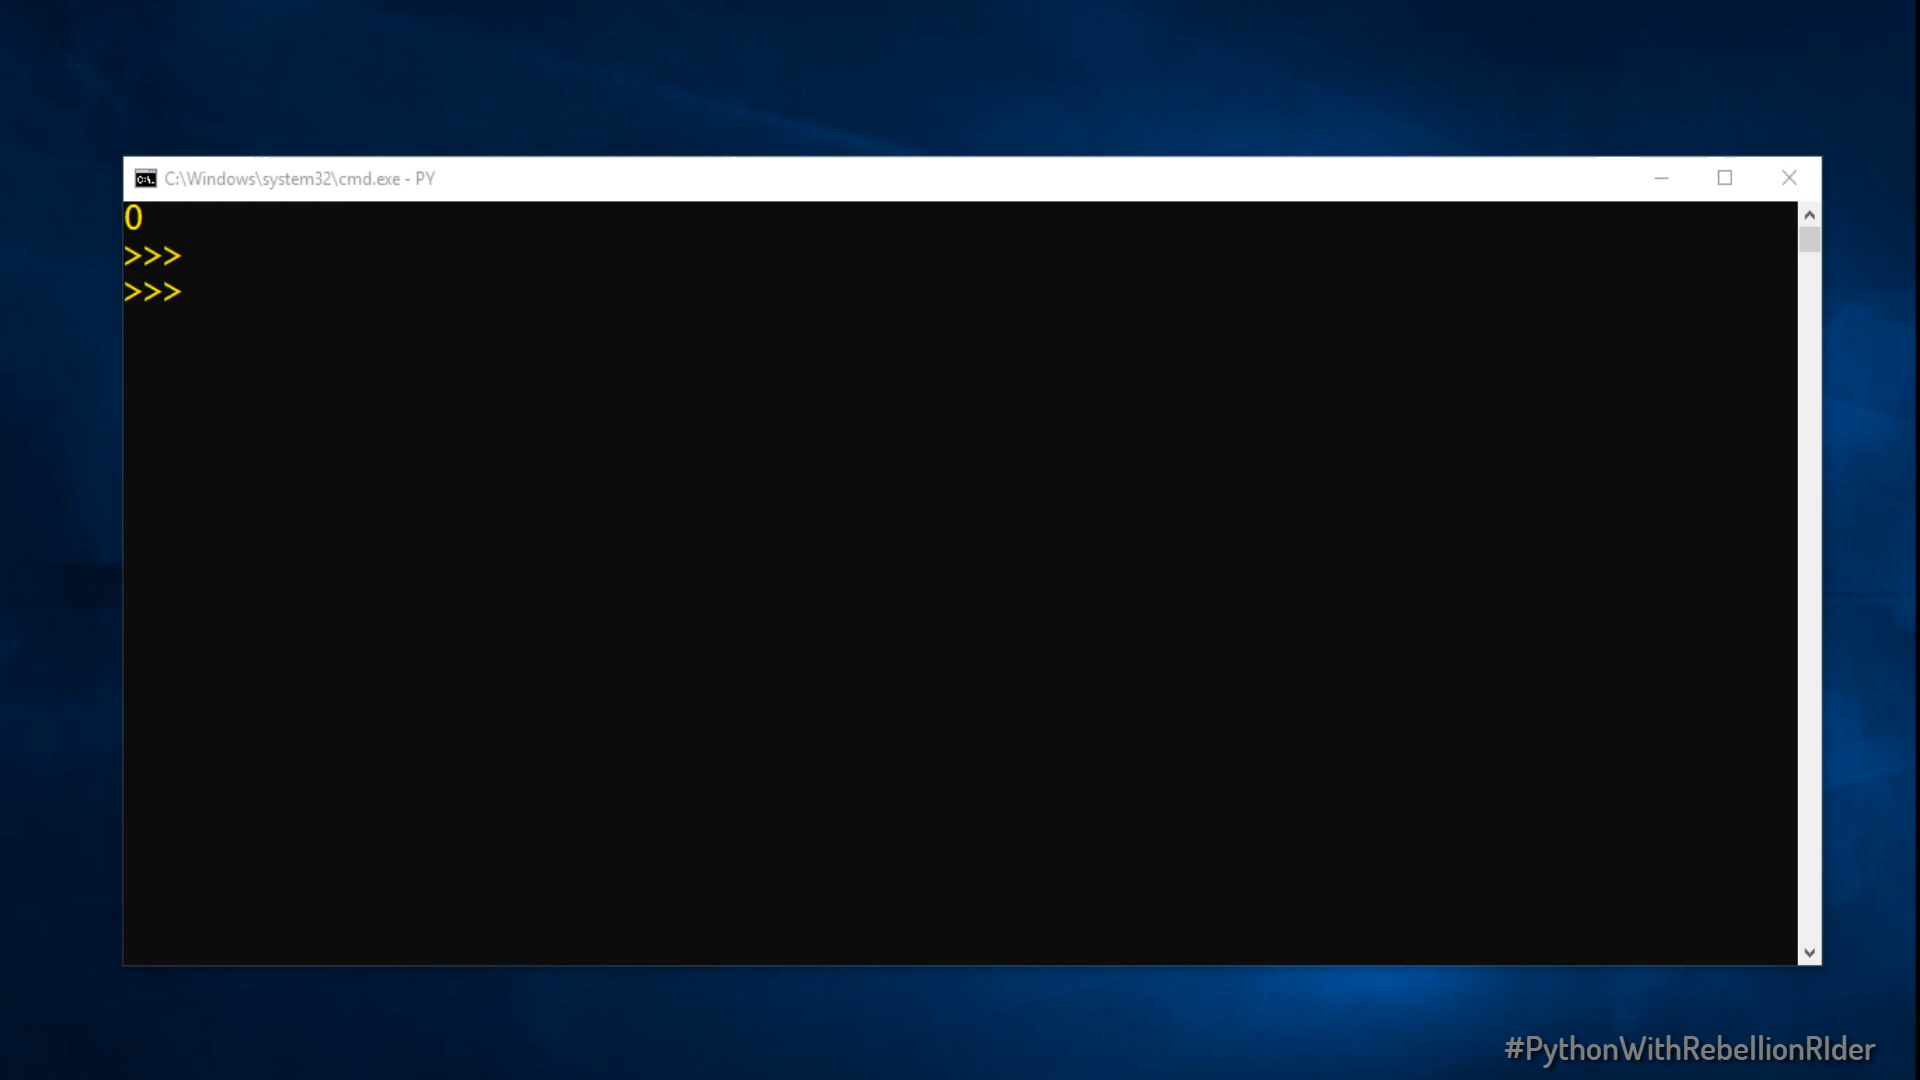 C:\Windows\system32\cmd.exe - PY
0
>>>
>>>
#PythonWithRebellionRIder